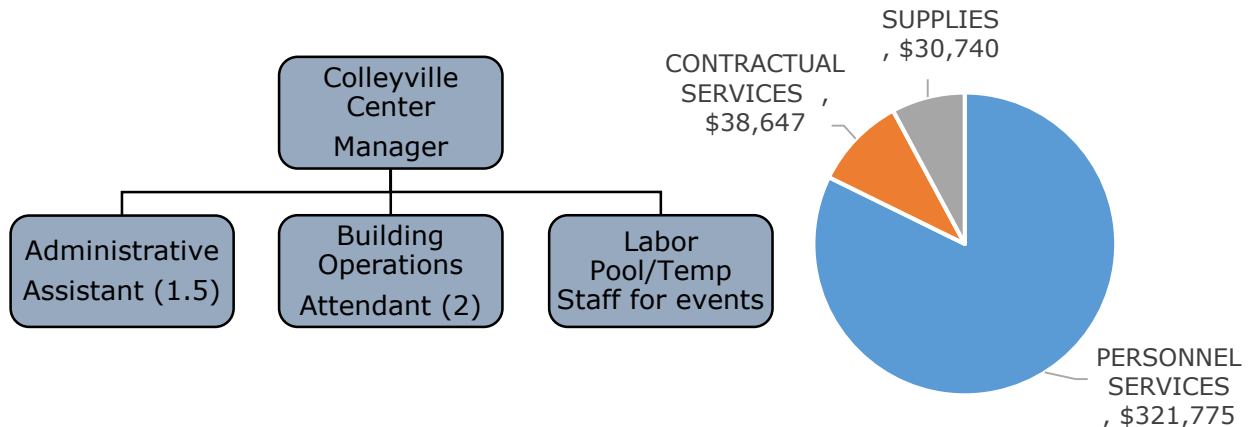 Colleyville
Center
Manager
Administrative
Assistant (1.5)
Building
Operations
Attendant (2)
Labor
Pool/Temp
Staff for events
SUPPLIES
, $30,740
CONTRACTUAL
SERVICES ,
$38,647
PERSONNEL
SERVICES
, $321,775